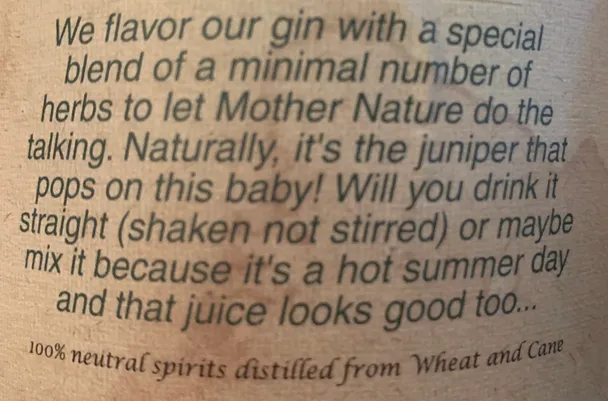 We flavor our gin with a special
blend of a minimal number of
herbs to let Mother Nature do the
talking. Naturally, it's the juniper that
pops on this baby! Will you drink it
straight (shaken not stirred) or maybe
mix it because it's a hot summer day
and that juice looks good too...
100% neutral spirits distilled from Wheat and Cane